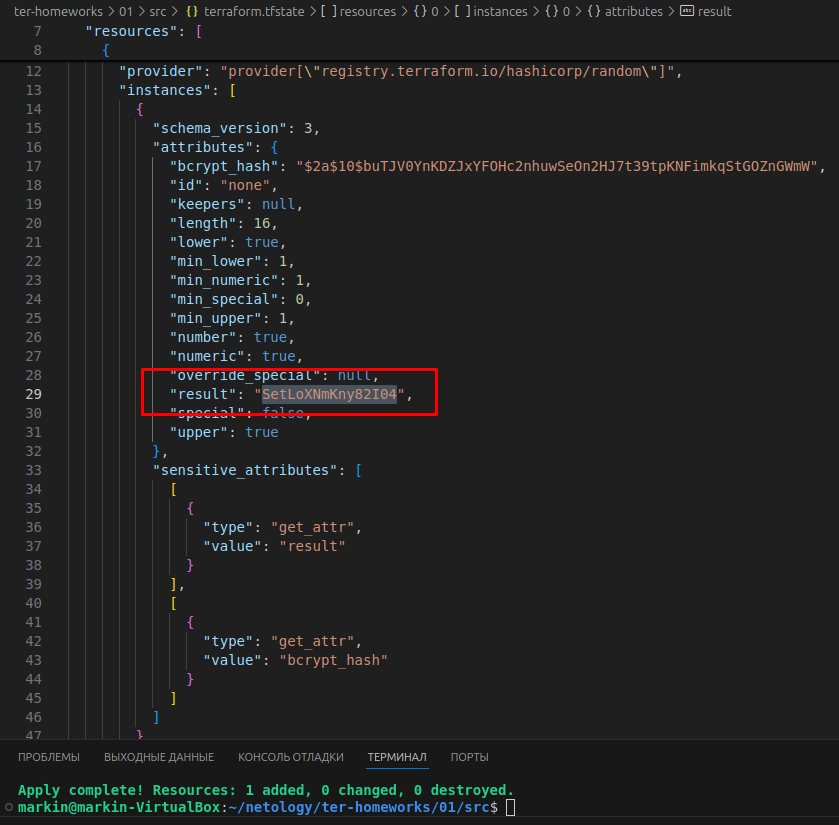 ter-homeworks > 01 > src > {} terraform.tfstate > [ ] resources > {} 0 > [ ] instances > {} 0 > {} attributes > abc result
7 "resources": [
8 {
12 "provider": "provider[\"registry.terraform.io/hashicorp/random\"]",
13 "instances": [
14 {
15 "schema_version": 3,
16 "attributes": {
17 "bcrypt_hash": "$2a$10$buTJV0YnKDZJxYFOHc2nhuwSeOn2HJ7t39tpKNFimkqStGOZnGWmW",
18 "id": "none",
19 "keepers": null,
20 "length": 16,
21 "lower": true,
22 "min_lower": 1,
23 "min_numeric": 1,
24 "min_special": 0,
25 "min_upper": 1,
26 "number": true,
27 "numeric": true,
28 "override_special": null,
29 "result": "SetLoXNmKny82I04",
30 "special": false,
31 "upper": true
32 },
33 "sensitive_attributes": [
34 [
35 {
36 "type": "get_attr",
37 "value": "result"
38 }
39 ],
40 [
41 {
42 "type": "get_attr",
43 "value": "bcrypt_hash"
44 }
45 ]
46 ]
47 }
ПРОБЛЕМЫ ВЫХОДНЫЕ ДАННЫЕ КОНСОЛЬ ОТЛАДКИ ТЕРМИНАЛ ПОРТЫ
Apply complete! Resources: 1 added, 0 changed, 0 destroyed.
markin@markin-VirtualBox:~/netology/ter-homeworks/01/src$